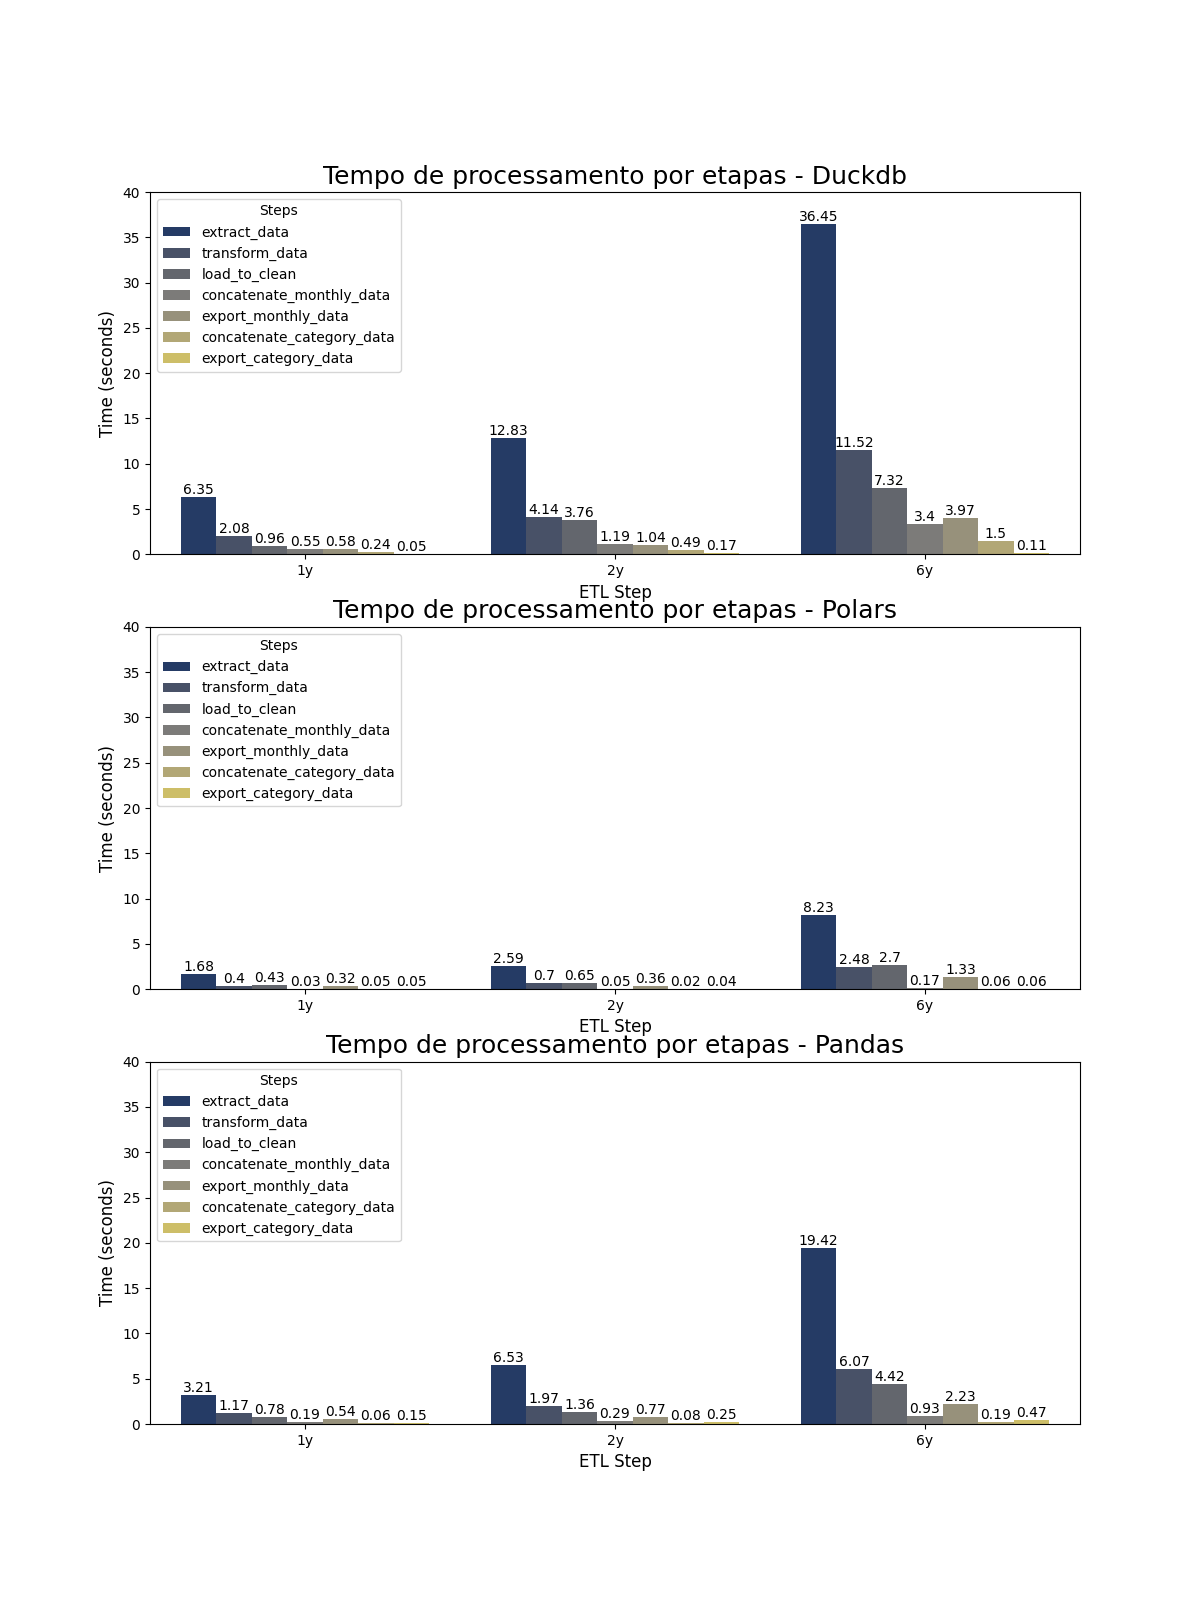 Tempo de processamento por etapas - Duckdb
40
35
30
25
20
15
10
5
0
Time (seconds)
Steps
extract_data
transform_data
load_to_clean
concatenate_monthly_data
export_monthly_data
concatenate_category_data
export_category_data
6.35 2.08 0.96 0.55 0.58 0.24 0.05
12.83 4.14 3.76 1.19 1.04 0.49 0.17
36.45 11.52 7.32 3.4 3.97 1.5 0.11
1y 2y 6y
ETL Step
Tempo de processamento por etapas - Polars
40
35
30
25
20
15
10
5
0
Time (seconds)
Steps
extract_data
transform_data
load_to_clean
concatenate_monthly_data
export_monthly_data
concatenate_category_data
export_category_data
1.68 0.4 0.43 0.03 0.32 0.05 0.05
2.59 0.7 0.65 0.05 0.36 0.02 0.04
8.23 2.48 2.7 0.17 1.33 0.06 0.06
1y 2y 6y
ETL Step
Tempo de processamento por etapas - Pandas
40
35
30
25
20
15
10
5
0
Time (seconds)
Steps
extract_data
transform_data
load_to_clean
concatenate_monthly_data
export_monthly_data
concatenate_category_data
export_category_data
3.21 1.17 0.78 0.19 0.54 0.06 0.15
6.53 1.97 1.36 0.29 0.77 0.08 0.25
19.42 6.07 4.42 0.93 2.23 0.19 0.47
1y 2y 6y
ETL Step